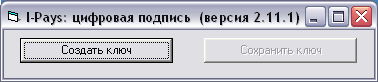 I-Pays: цифровая подпись (версия 2.11.1)
Создать ключ
Сохранить ключ